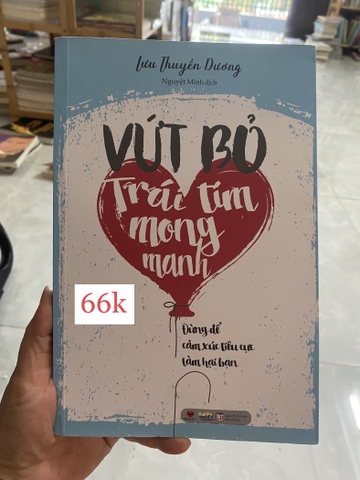 Lưu Thuyền Dương
Nguyệt Minh dịch
VỨT BỎ
Trái tim
mong
manh
66k
Đừng để
cảm xúc tiêu cực
làm hại bạn